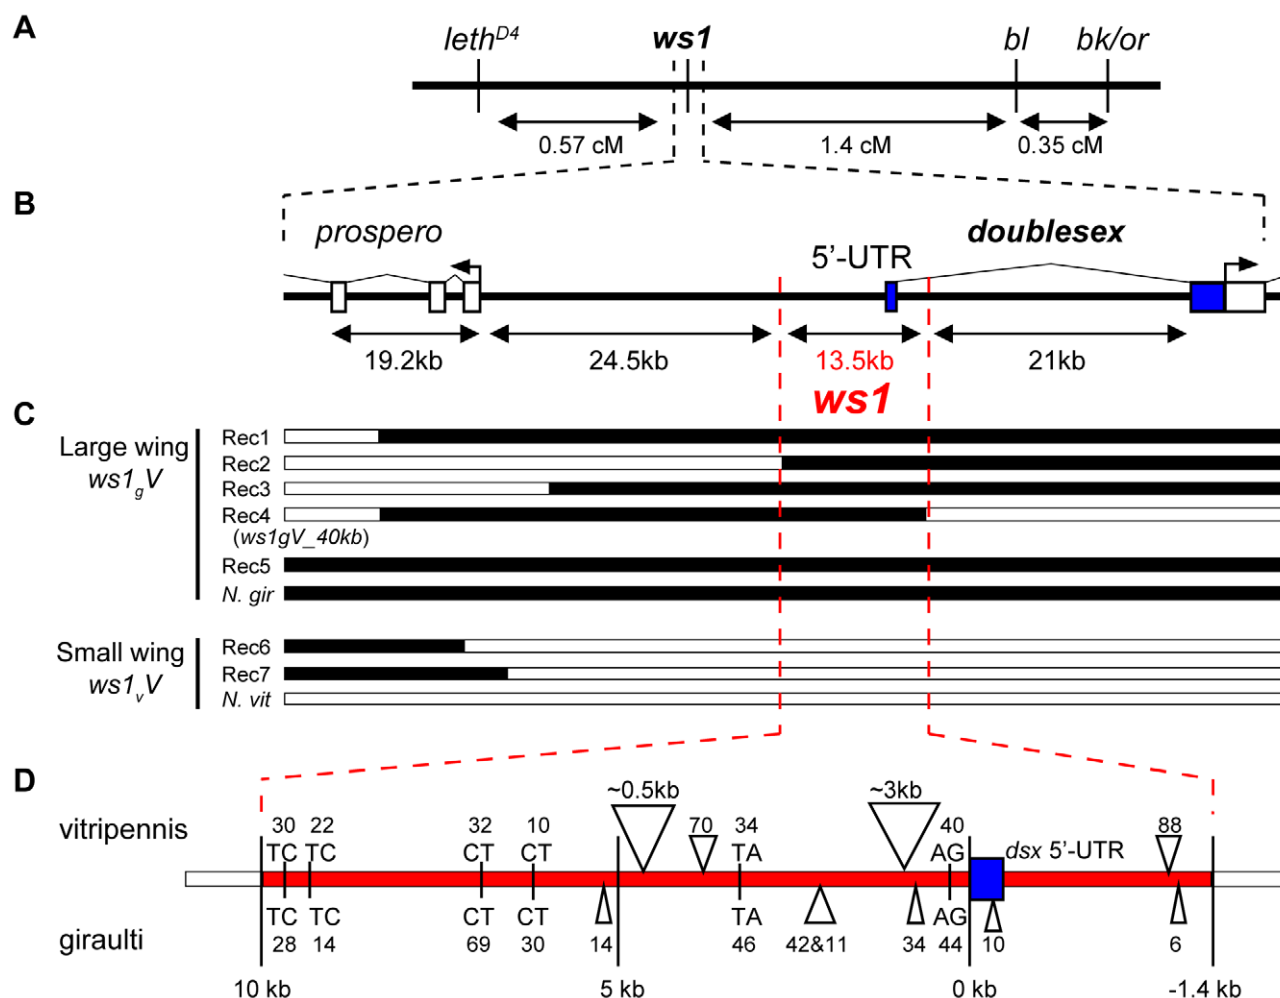 A
leth^D4 ws1 bl bk/or
0.57 cM 1.4 cM 0.35 cM
B
prospero 5'-UTR doublesex
19.2kb 24.5kb 13.5kb 21kb
ws1
C
Large wing
ws1gV
Rec1
Rec2
Rec3
Rec4
(ws1gV_40kb)
Rec5
N. gir
Small wing
ws1vV
Rec6
Rec7
N. vit
D
~0.5kb ~3kb
vitripennis 30 22 32 10 70 34 40 dsx 5'-UTR 88
TC TC CT CT TA AG
TC TC CT CT TA AG
giraulti 28 14 69 30 14 46 42&11 34 44 10 6
10 kb 5 kb 0 kb -1.4 kb